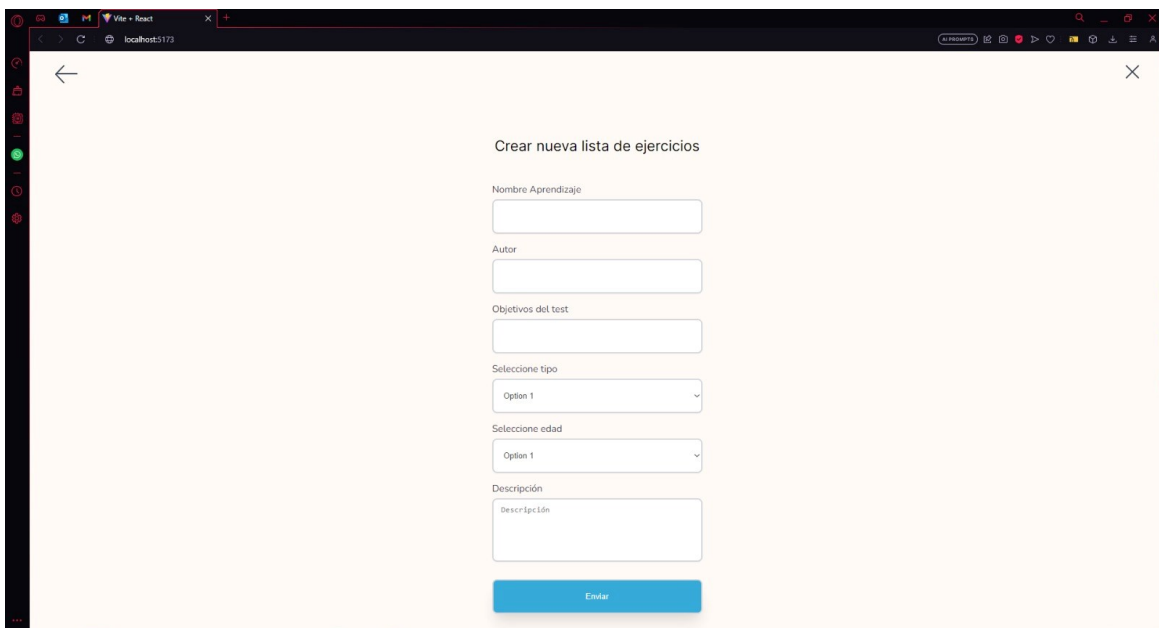 Vite + React
localhost:5173
AI PROMPTS
Crear nueva lista de ejercicios
Nombre Aprendizaje
Autor
Objetivos del test
Seleccione tipo
Option 1
Seleccione edad
Option 1
Descripción
Descripción
Enviar